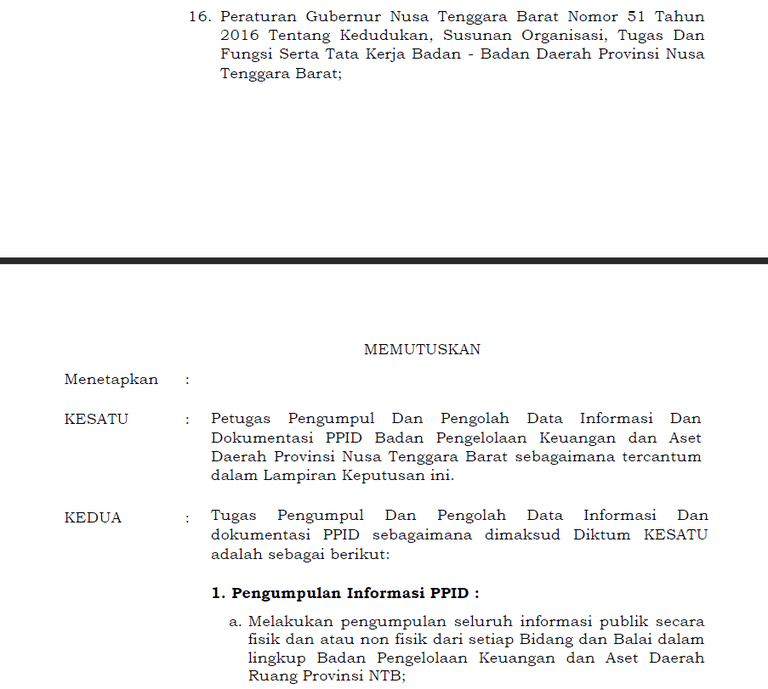 16. Peraturan Gubernur Nusa Tenggara Barat Nomor 51 Tahun
2016 Tentang Kedudukan, Susunan Organisasi, Tugas Dan
Fungsi Serta Tata Kerja Badan - Badan Daerah Provinsi Nusa
Tenggara Barat;
MEMUTUSKAN
Menetapkan :
KESATU : Petugas Pengumpul Dan Pengolah Data Informasi Dan
Dokumentasi PPID Badan Pengelolaan Keuangan dan Aset
Daerah Provinsi Nusa Tenggara Barat sebagaimana tercantum
dalam Lampiran Keputusan ini.
KEDUA : Tugas Pengumpul Dan Pengolah Data Informasi Dan
dokumentasi PPID sebagaimana dimaksud Diktum KESATU
adalah sebagai berikut:
1. Pengumpulan Informasi PPID :
a. Melakukan pengumpulan seluruh informasi publik secara
fisik dan atau non fisik dari setiap Bidang dan Balai dalam
lingkup Badan Pengelolaan Keuangan dan Aset Daerah
Ruang Provinsi NTB;